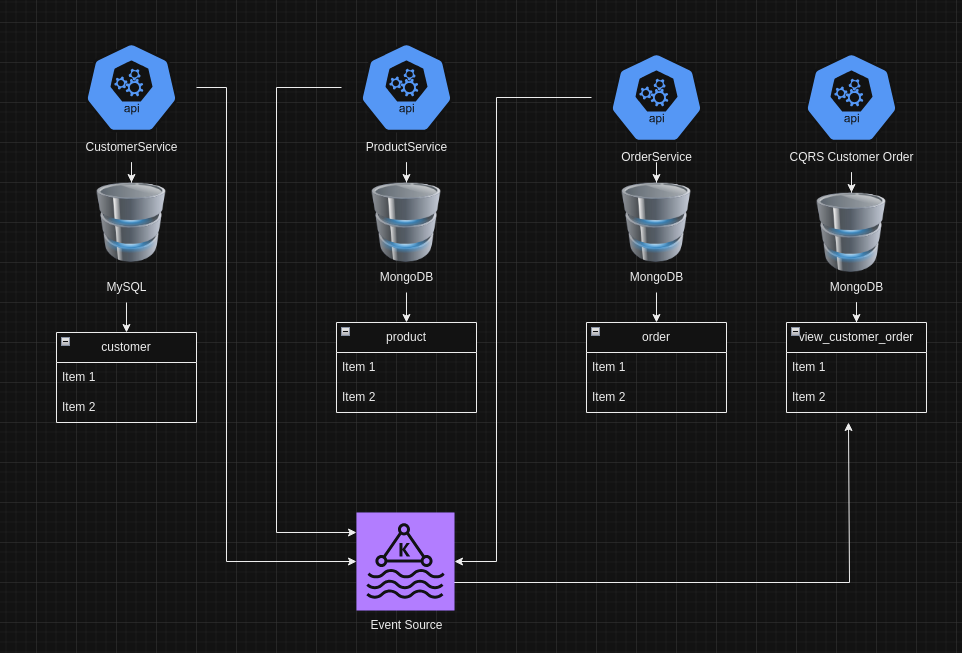 api
api
api
api
CustomerService
ProductService
OrderService
CQRS Customer Order
MySQL
MongoDB
MongoDB
MongoDB
customer
Item 1
Item 2
product
Item 1
Item 2
order
Item 1
Item 2
view_customer_order
Item 1
Item 2
K
Event Source